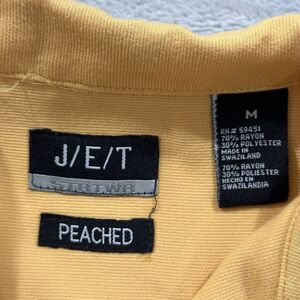 J/E/T
PEACHED
M
RN# 59451
70% RAYON
30% POLYESTER
MADE IN
SWAZILAND
70% RAYON
30% POLIESTER
HECHO EN
SWAZILANDIA